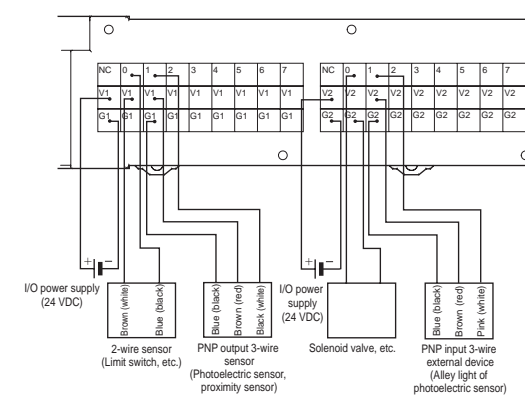 NC 0 1 2 3 4 5 6 7
V1 V1 V1 V1 V1 V1 V1 V1 V1
G1 G1 G1 G1 G1 G1 G1 G1 G1
NC 0 1 2 3 4 5 6 7
V2 V2 V2 V2 V2 V2 V2 V2 V2
G2 G2 G2 G2 G2 G2 G2 G2 G2
+ −
I/O power supply
(24 VDC)
Brown (white)
Blue (black)
2-wire sensor
(Limit switch, etc.)
Blue (black)
Brown (red)
Black (white)
PNP output 3-wire
sensor
(Photoelectric sensor,
proximity sensor)
+ −
I/O power
supply
(24 VDC)
Solenoid valve, etc.
Blue (black)
Brown (red)
Pink (white)
PNP input 3-wire
external device
(Alley light of
photoelectric sensor)